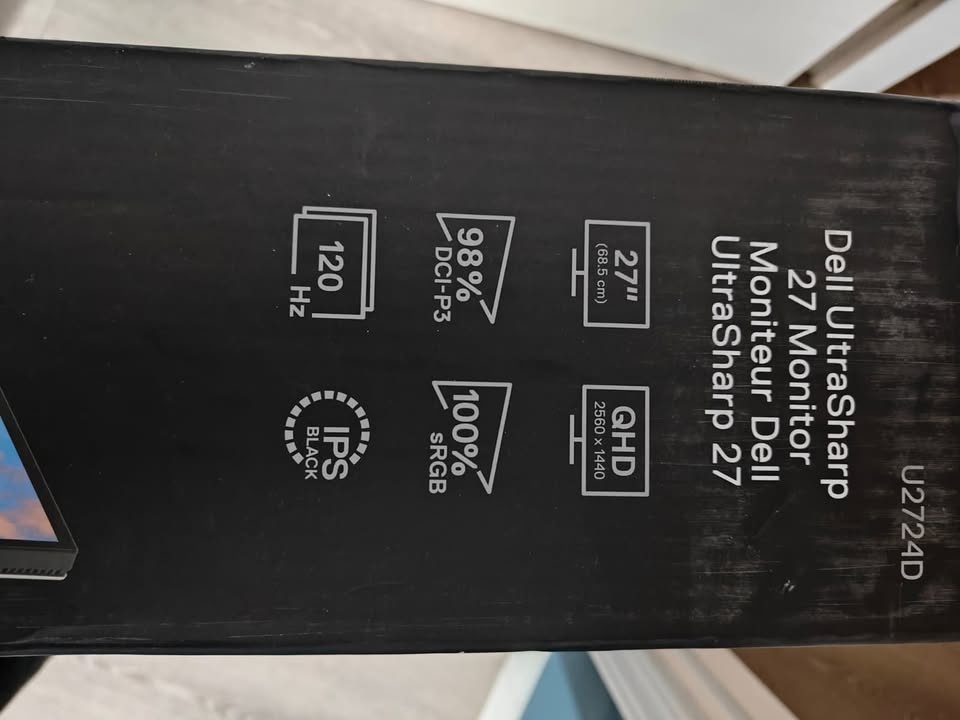 U2724D
Dell UltraSharp
27 Monitor
Moniteur Dell
UltraSharp 27
27"
(68.5 cm)
QHD
2560 x 1440
98%
DCI-P3
100%
sRGB
120
Hz
IPS
BLACK